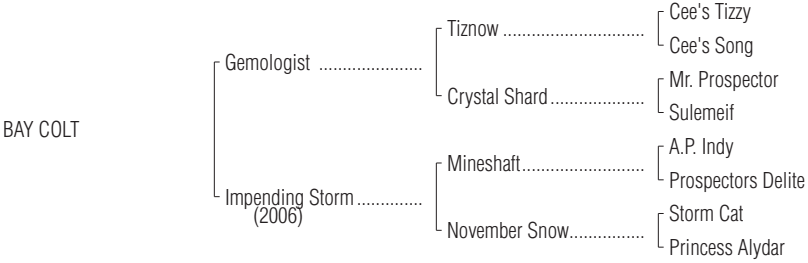 Cee's Tizzy
Tiznow ..............................
Cee's Song
Gemologist ......................
Mr. Prospector
Crystal Shard....................
Sulemeif
BAY COLT
A.P. Indy
Mineshaft..........................
Prospectors Delite
Impending Storm..............
(2006)
Storm Cat
November Snow................
Princess Alydar